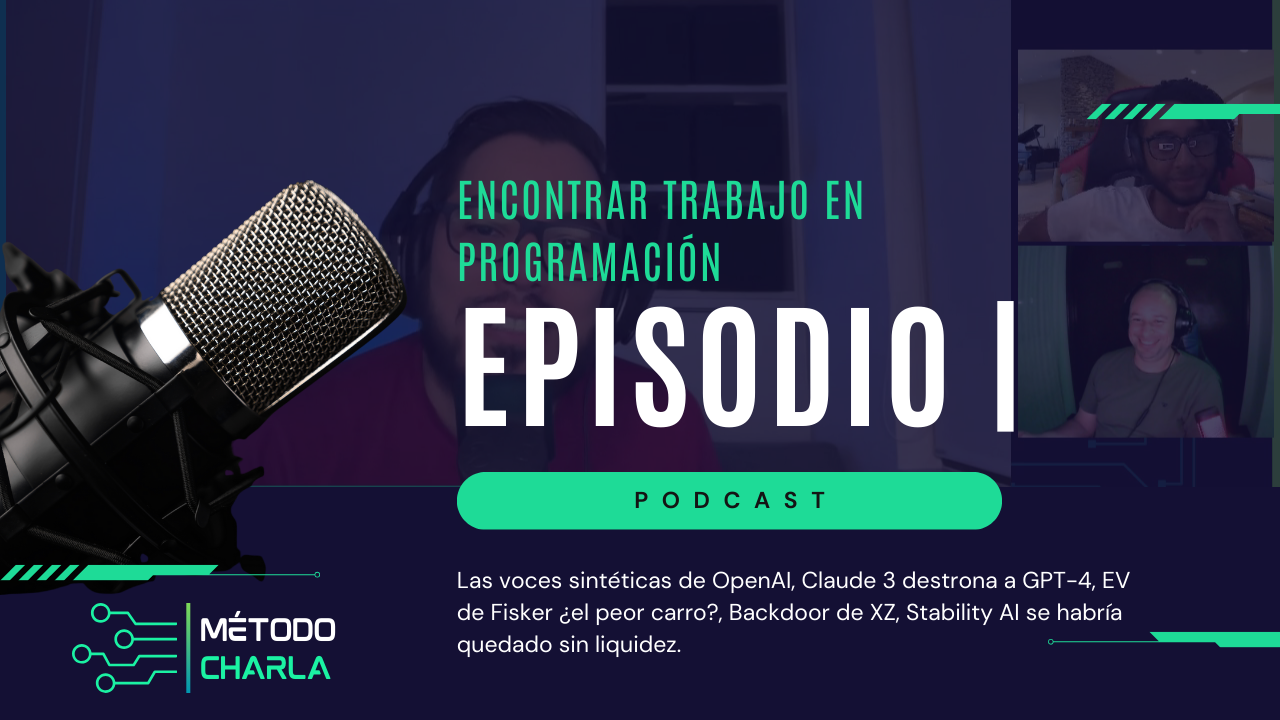 ENCONTRAR TRABAJO EN
PROGRAMACIÓN
EPISODIO |
PODCAST
Las voces sintéticas de OpenAI, Claude 3 destrona a GPT-4, EV
de Fisker ¿el peor carro?, Backdoor de XZ, Stability AI se habría
quedado sin liquidez.
MÉTODO
CHARLA